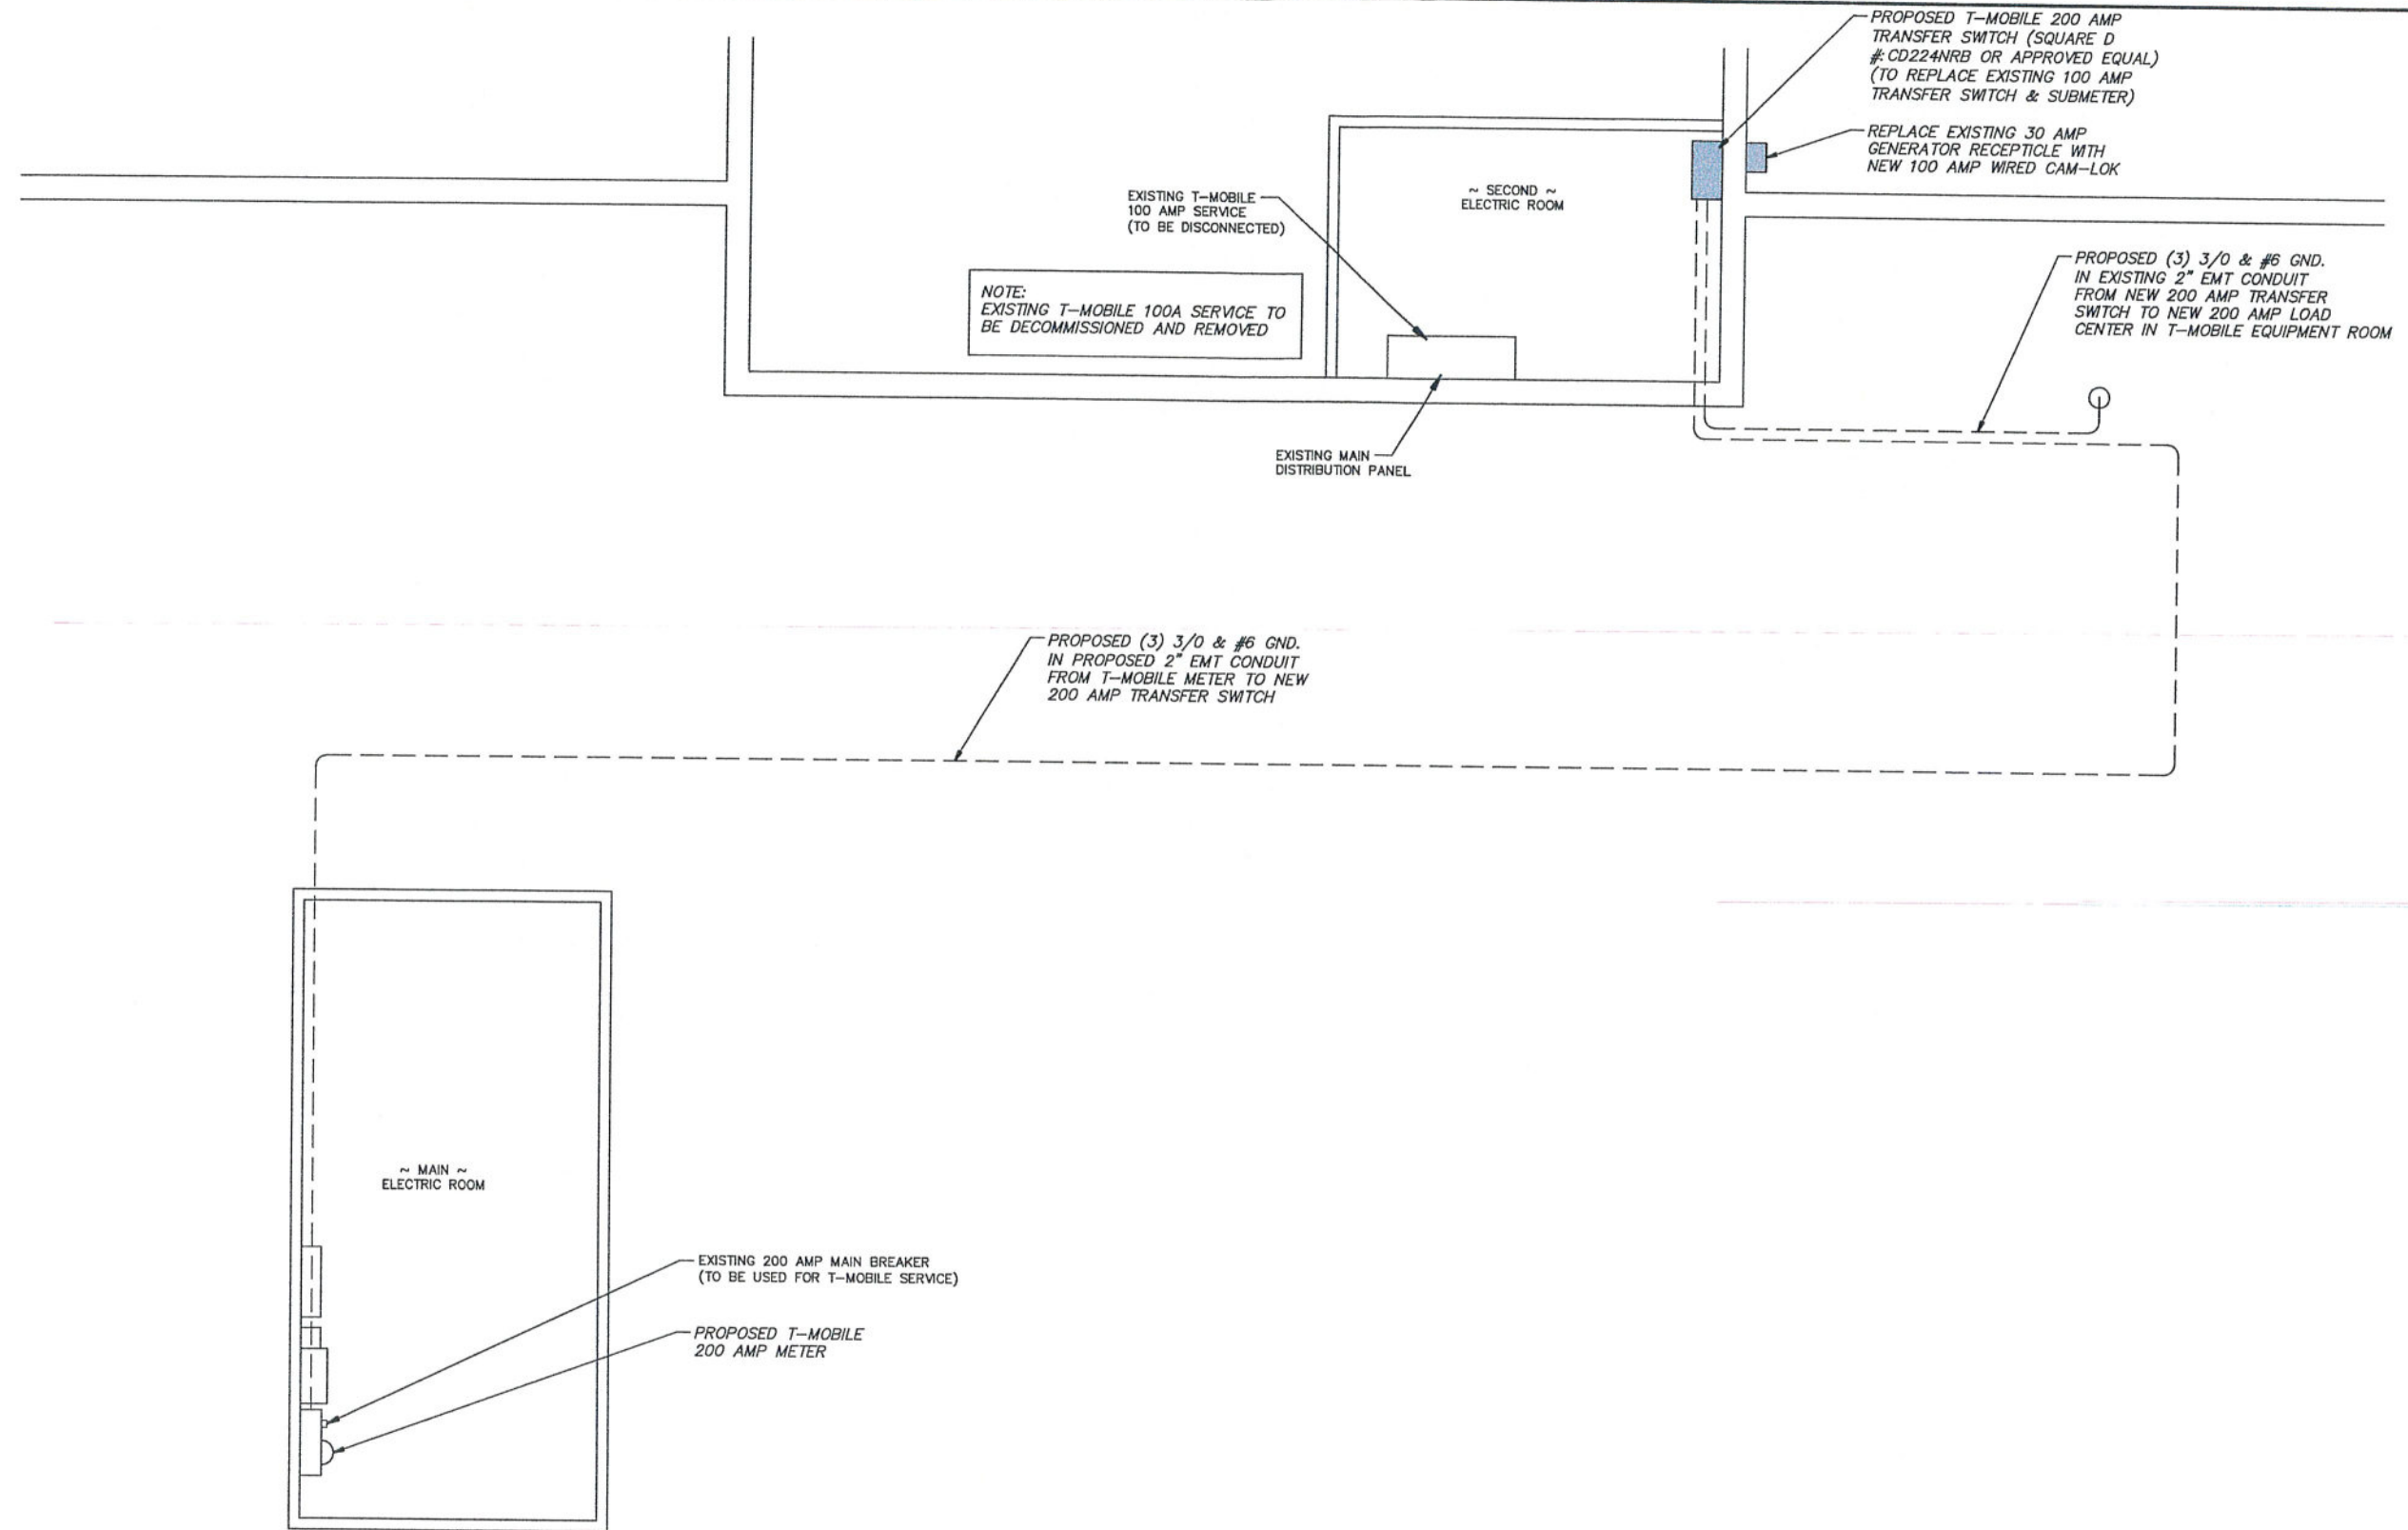 PROPOSED T-MOBILE 200 AMP
TRANSFER SWITCH (SQUARE D
#: CD224NRB OR APPROVED EQUAL)
(TO REPLACE EXISTING 100 AMP
TRANSFER SWITCH & SUBMETER)
REPLACE EXISTING 30 AMP
GENERATOR RECEPTICLE WITH
NEW 100 AMP WIRED CAM-LOK
~ SECOND ~
ELECTRIC ROOM
EXISTING T-MOBILE
100 AMP SERVICE
(TO BE DISCONNECTED)
NOTE:
EXISTING T-MOBILE 100A SERVICE TO
BE DECOMMISSIONED AND REMOVED
PROPOSED (3) 3/0 & #6 GND.
IN EXISTING 2" EMT CONDUIT
FROM NEW 200 AMP TRANSFER
SWITCH TO NEW 200 AMP LOAD
CENTER IN T-MOBILE EQUIPMENT ROOM
EXISTING MAIN
DISTRIBUTION PANEL
PROPOSED (3) 3/0 & #6 GND.
IN PROPOSED 2" EMT CONDUIT
FROM T-MOBILE METER TO NEW
200 AMP TRANSFER SWITCH
~ MAIN ~
ELECTRIC ROOM
EXISTING 200 AMP MAIN BREAKER
(TO BE USED FOR T-MOBILE SERVICE)
PROPOSED T-MOBILE
200 AMP METER